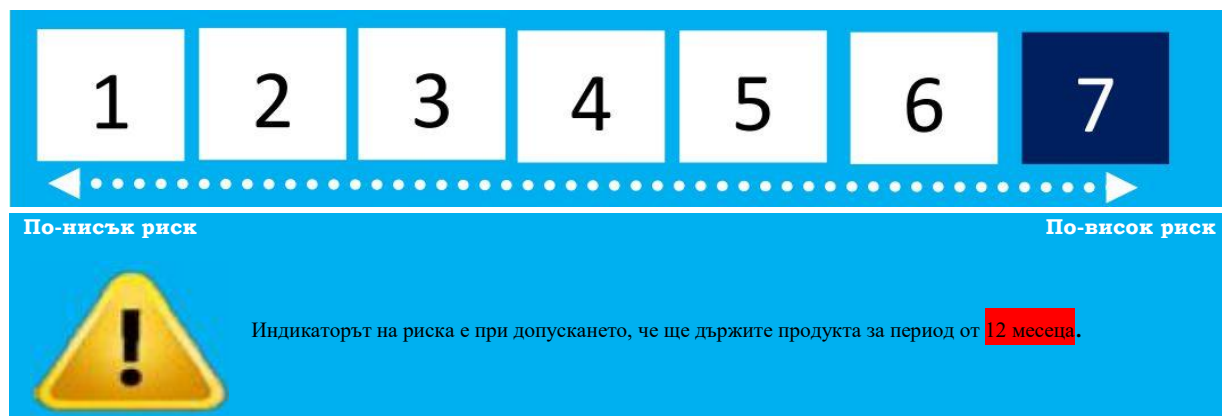 1 2 3 4 5 6 7
По-нисък риск По-висок риск
Индикаторът на риска е при допускането, че ще държите продукта за период от 12 месеца.